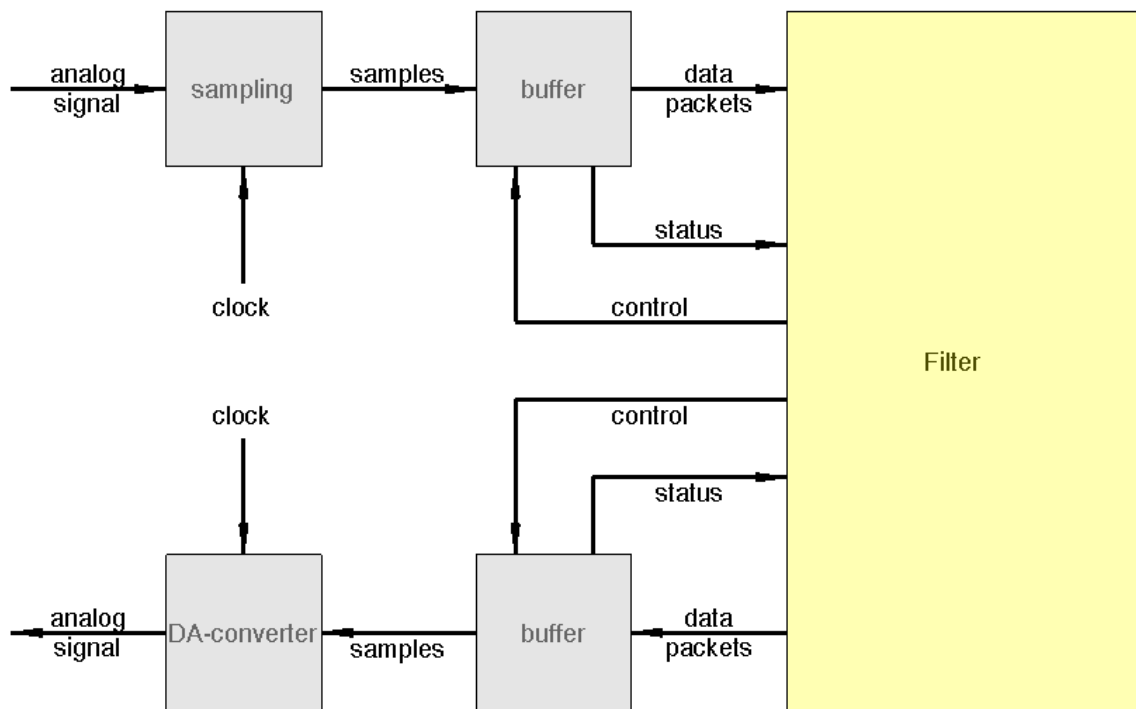 analog
signal
sampling
samples
buffer
data
packets
status
clock
control
Filter
clock
control
status
analog
signal
DA-converter
samples
buffer
data
packets